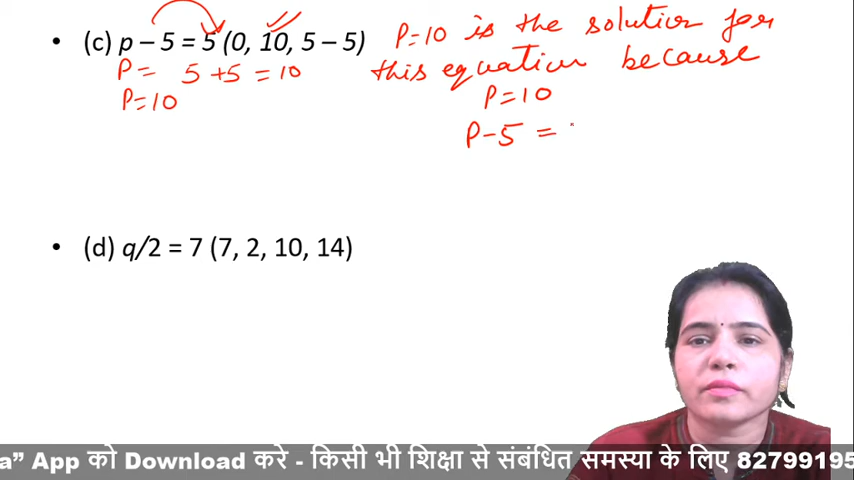 • (c) p – 5 = 5 (0, 10, 5 – 5) P=10 is the solution for
P= 5 +5 = 10 this equation because
P=10 P=10
P-5 =
• (d) q/2 = 7 (7, 2, 10, 14)
a” App को Download करे - किसी भी शिक्षा से संबंधित समस्या के लिए 82799195